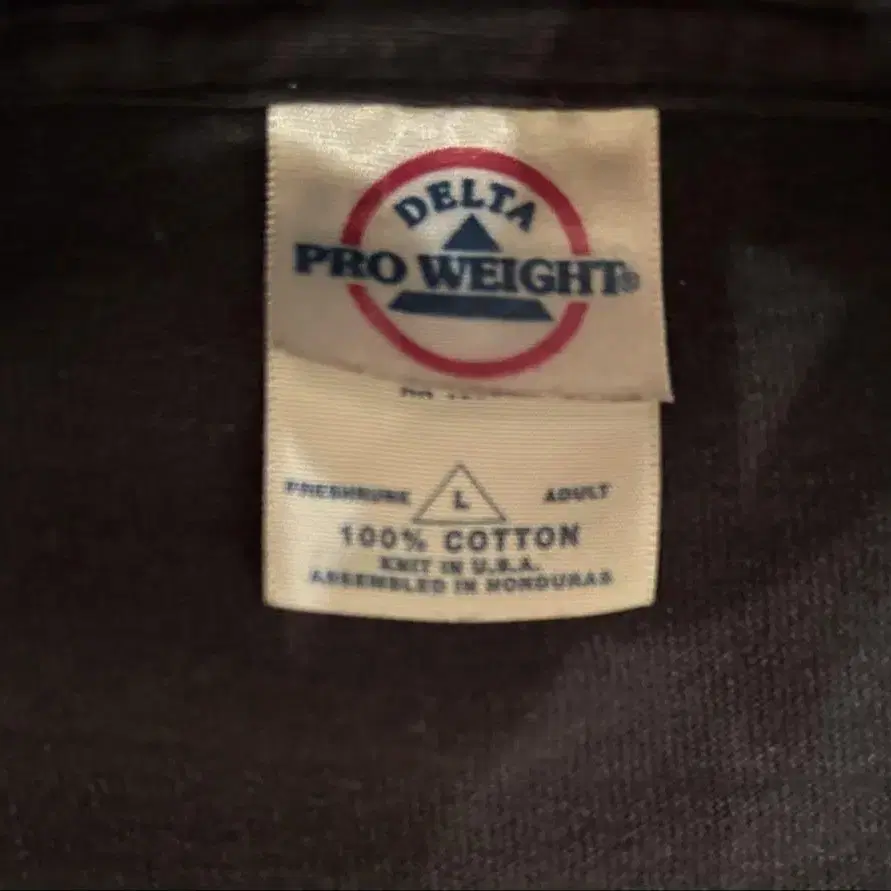 DELTA
PRO WEIGHT®
PRESHRUNK L ADULT
100% COTTON
KNIT IN U.S.A.
ASSEMBLED IN HONDURAS